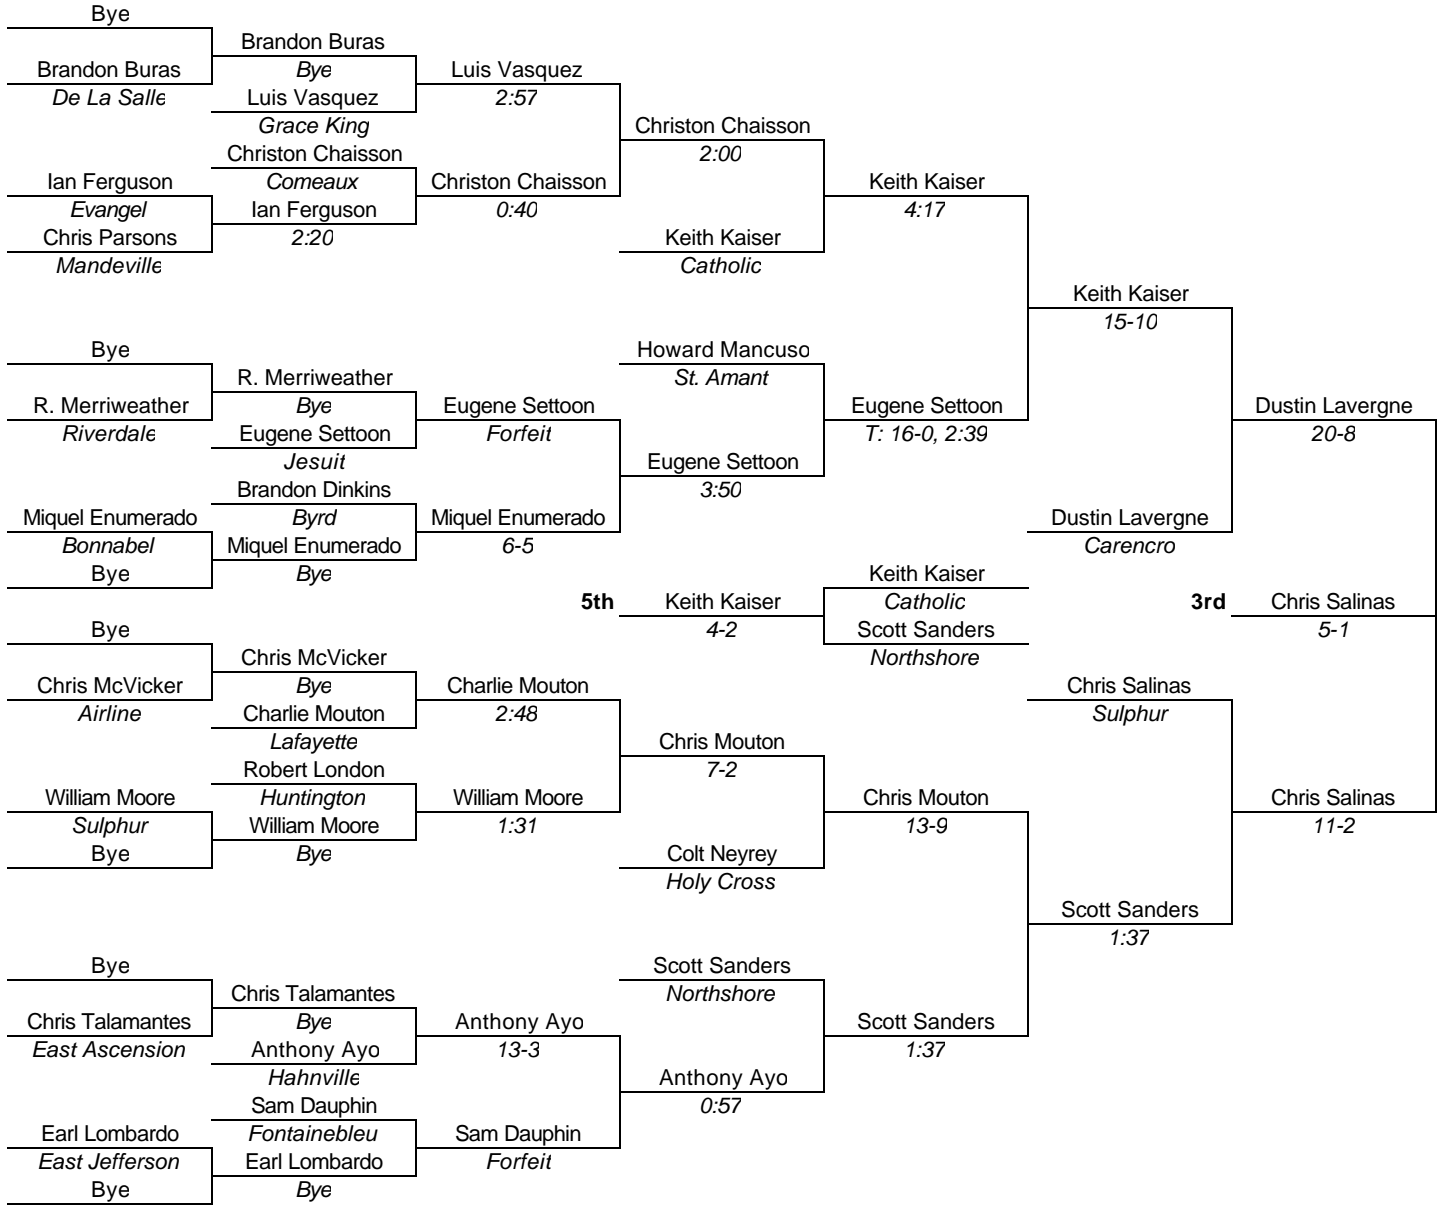 Bye
Brandon Buras
Brandon Buras
Bye
Luis Vasquez
De La Salle
Luis Vasquez
2:57
Grace King
Christon Chaisson
Christon Chaisson
2:00
Ian Ferguson
Comeaux
Christon Chaisson
Keith Kaiser
Evangel
Ian Ferguson
0:40
4:17
Chris Parsons
2:20
Keith Kaiser
Mandeville
Catholic
Keith Kaiser
15-10
Bye
Howard Mancuso
R. Merriweather
St. Amant
R. Merriweather
Bye
Eugene Settoon
Eugene Settoon
Dustin Lavergne
Riverdale
Eugene Settoon
Forfeit
T: 16-0, 2:39
20-8
Jesuit
Eugene Settoon
Brandon Dinkins
3:50
Miquel Enumerado
Byrd
Miquel Enumerado
Dustin Lavergne
Bonnabel
Miquel Enumerado
6-5
Carencro
Bye
Bye
Keith Kaiser
5th
Keith Kaiser
Catholic
3rd
Chris Salinas
Bye
4-2
Scott Sanders
5-1
Chris McVicker
Northshore
Chris McVicker
Bye
Charlie Mouton
Chris Salinas
Airline
Charlie Mouton
2:48
Sulphur
Lafayette
Chris Mouton
Robert London
7-2
William Moore
Huntington
William Moore
Chris Mouton
Chris Salinas
Sulphur
William Moore
1:31
13-9
11-2
Bye
Bye
Colt Neyrey
Holy Cross
Scott Sanders
1:37
Bye
Scott Sanders
Chris Talamantes
Northshore
Chris Talamantes
Bye
Anthony Ayo
Scott Sanders
East Ascension
Anthony Ayo
13-3
1:37
Hahnville
Anthony Ayo
Sam Dauphin
0:57
Earl Lombardo
Fontainebleu
Sam Dauphin
East Jefferson
Earl Lombardo
Forfeit
Bye
Bye